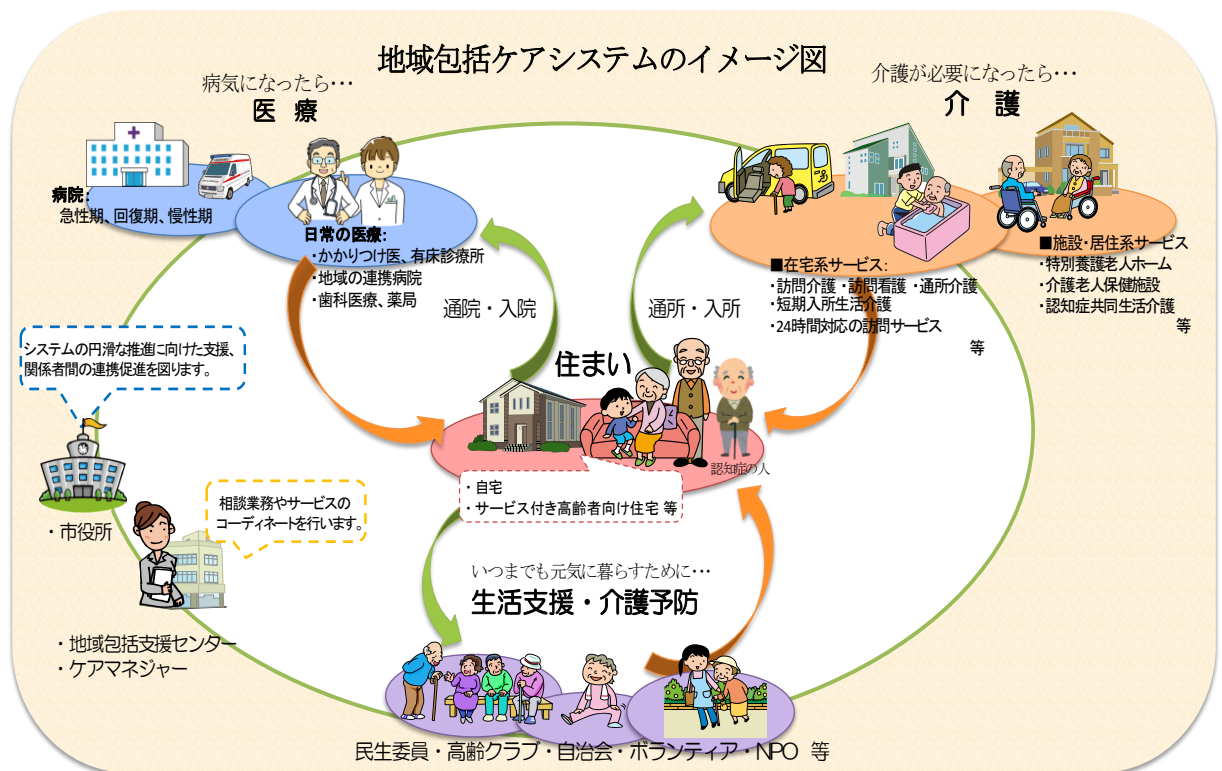 地域包括ケアシステムのイメージ図
病気になったら･･･
医 療
介護が必要になったら･･･
介 護
病院：
急性期、回復期、慢性期
日常の医療：
・かかりつけ医、有床診療所
・地域の連携病院
・歯科医療、薬局
■在宅系サービス：
・訪問介護 ・訪問看護 ・通所介護
・短期入所生活介護
・24時間対応の訪問サービス
等
■施設・居住系サービス
・特別養護老人ホーム
・介護老人保健施設
・認知症共同生活介護
等
通院・入院
通所・入所
住まい
認知症の人
・自宅
・サービス付き高齢者向け住宅 等
システムの円滑な推進に向けた支援、
関係者間の連携促進を図ります。
・市役所
相談業務やサービスの
コーディネートを行います。
・地域包括支援センター
・ケアマネジャー
いつまでも元気に暮らすために･･･
生活支援・介護予防
民生委員・高齢クラブ・自治会・ボランティア・NPO 等